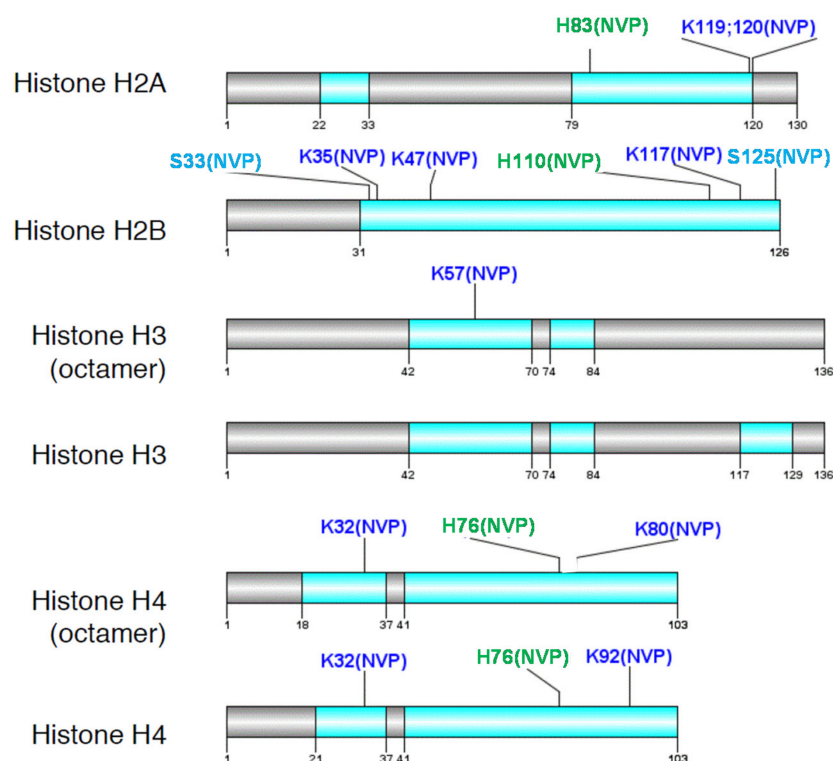 H83(NVP) K119;120(NVP)
Histone H2A
1 22 33 79 120 130
S33(NVP) K35(NVP) K47(NVP) H110(NVP) K117(NVP) S125(NVP)
Histone H2B
1 31 126
K57(NVP)
Histone H3
(octamer)
1 42 70 74 84 136
Histone H3
1 42 70 74 84 117 129 136
K32(NVP) H76(NVP) K80(NVP)
Histone H4
(octamer)
1 18 37 41 103
K32(NVP) H76(NVP) K92(NVP)
Histone H4
1 21 37 41 103